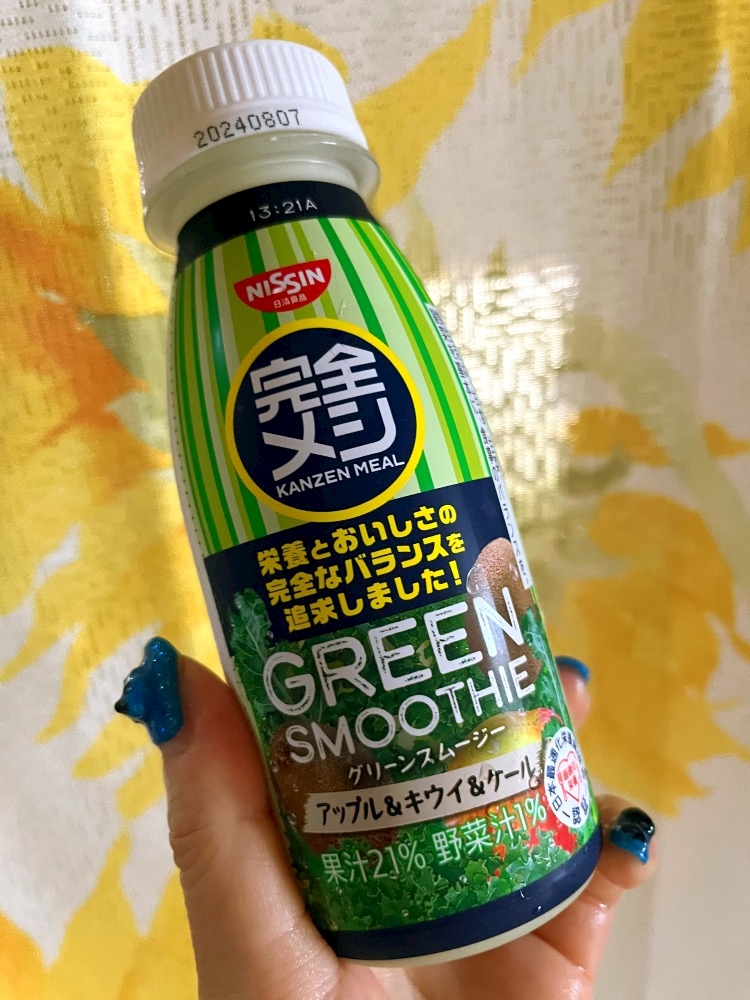 20240807
13:21A
NISSIN
日清食品
完全
メシ
KANZEN MEAL
栄養とおいしさの
完全なバランスを
追求しました!
GREEN
SMOOTHIE
グリーンスムージー
アップル&キウイ&ケール
果汁21% 野菜汁1%